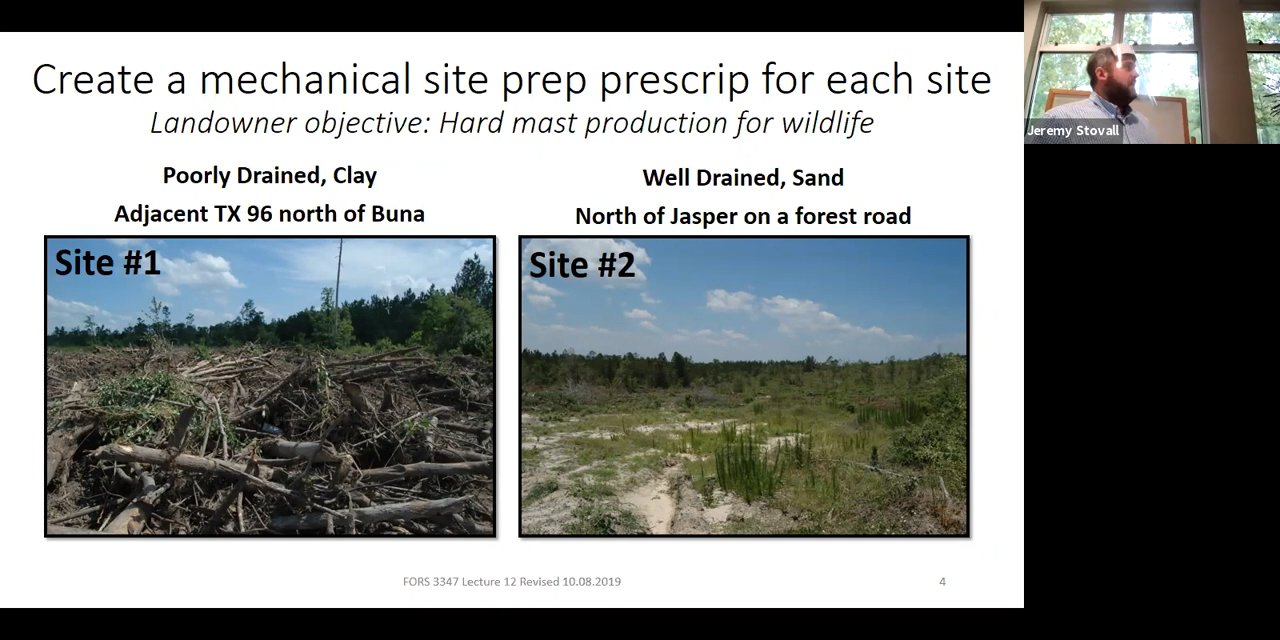 Create a mechanical site prep prescrip for each site
Landowner objective: Hard mast production for wildlife
Poorly Drained, Clay
Adjacent TX 96 north of Buna
Site #1
Well Drained, Sand
North of Jasper on a forest road
Site #2
FORS 3347 Lecture 12 Revised 10.08.2019
4
Jeremy Stovall